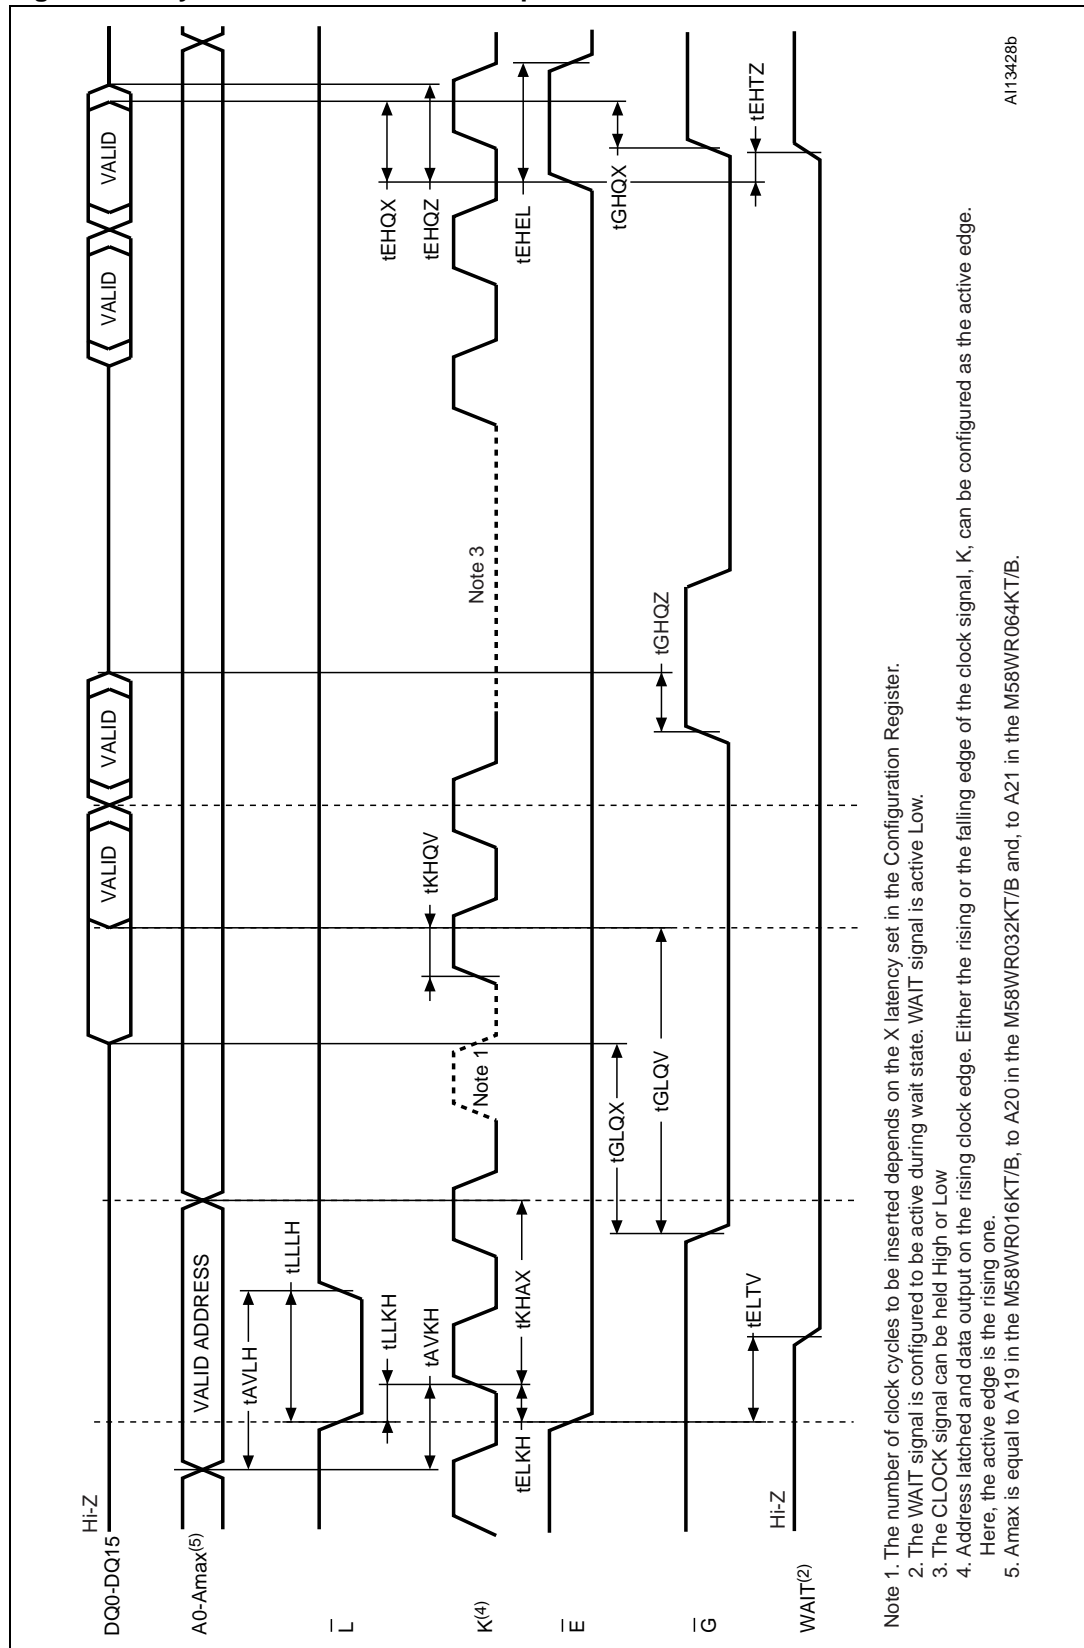 DQ0-DQ15
Hi-Z
VALID
VALID
VALID
VALID
A0-Amax(5)
VALID ADDRESS
L
tAVLH
tLLLH
tLLKH
tAVKH
tKHQV
tEHQX
tEHQZ
K(4)
Note 1
Note 3
tELKH
tKHAX
tEHEL
E
tGLQX
tGLQV
tGHQZ
tGHQX
G
tELTV
tEHTZ
Hi-Z
WAIT(2)
Note 1. The number of clock cycles to be inserted depends on the X latency set in the Configuration Register.
2. The WAIT signal is configured to be active during wait state. WAIT signal is active Low.
3. The CLOCK signal can be held High or Low
4. Address latched and data output on the rising clock edge. Either the rising or the falling edge of the clock signal, K, can be configured as the active edge.
Here, the active edge is the rising one.
5. Amax is equal to A19 in the M58WR016KT/B, to A20 in the M58WR032KT/B and, to A21 in the M58WR064KT/B.
AI13428b